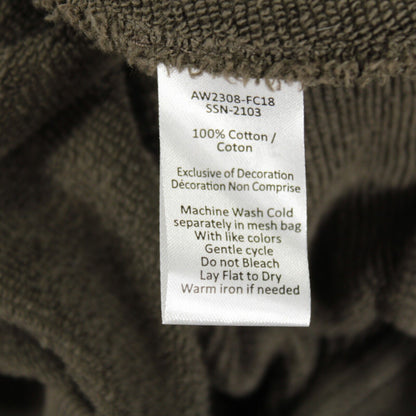 AW2308-FC18
SSN-2103
100% Cotton /
Coton
Exclusive of Decoration
Décoration Non Comprise
Machine Wash Cold
separately in mesh bag
With like colors
Gentle cycle
Do not Bleach
Lay Flat to Dry
Warm iron if needed